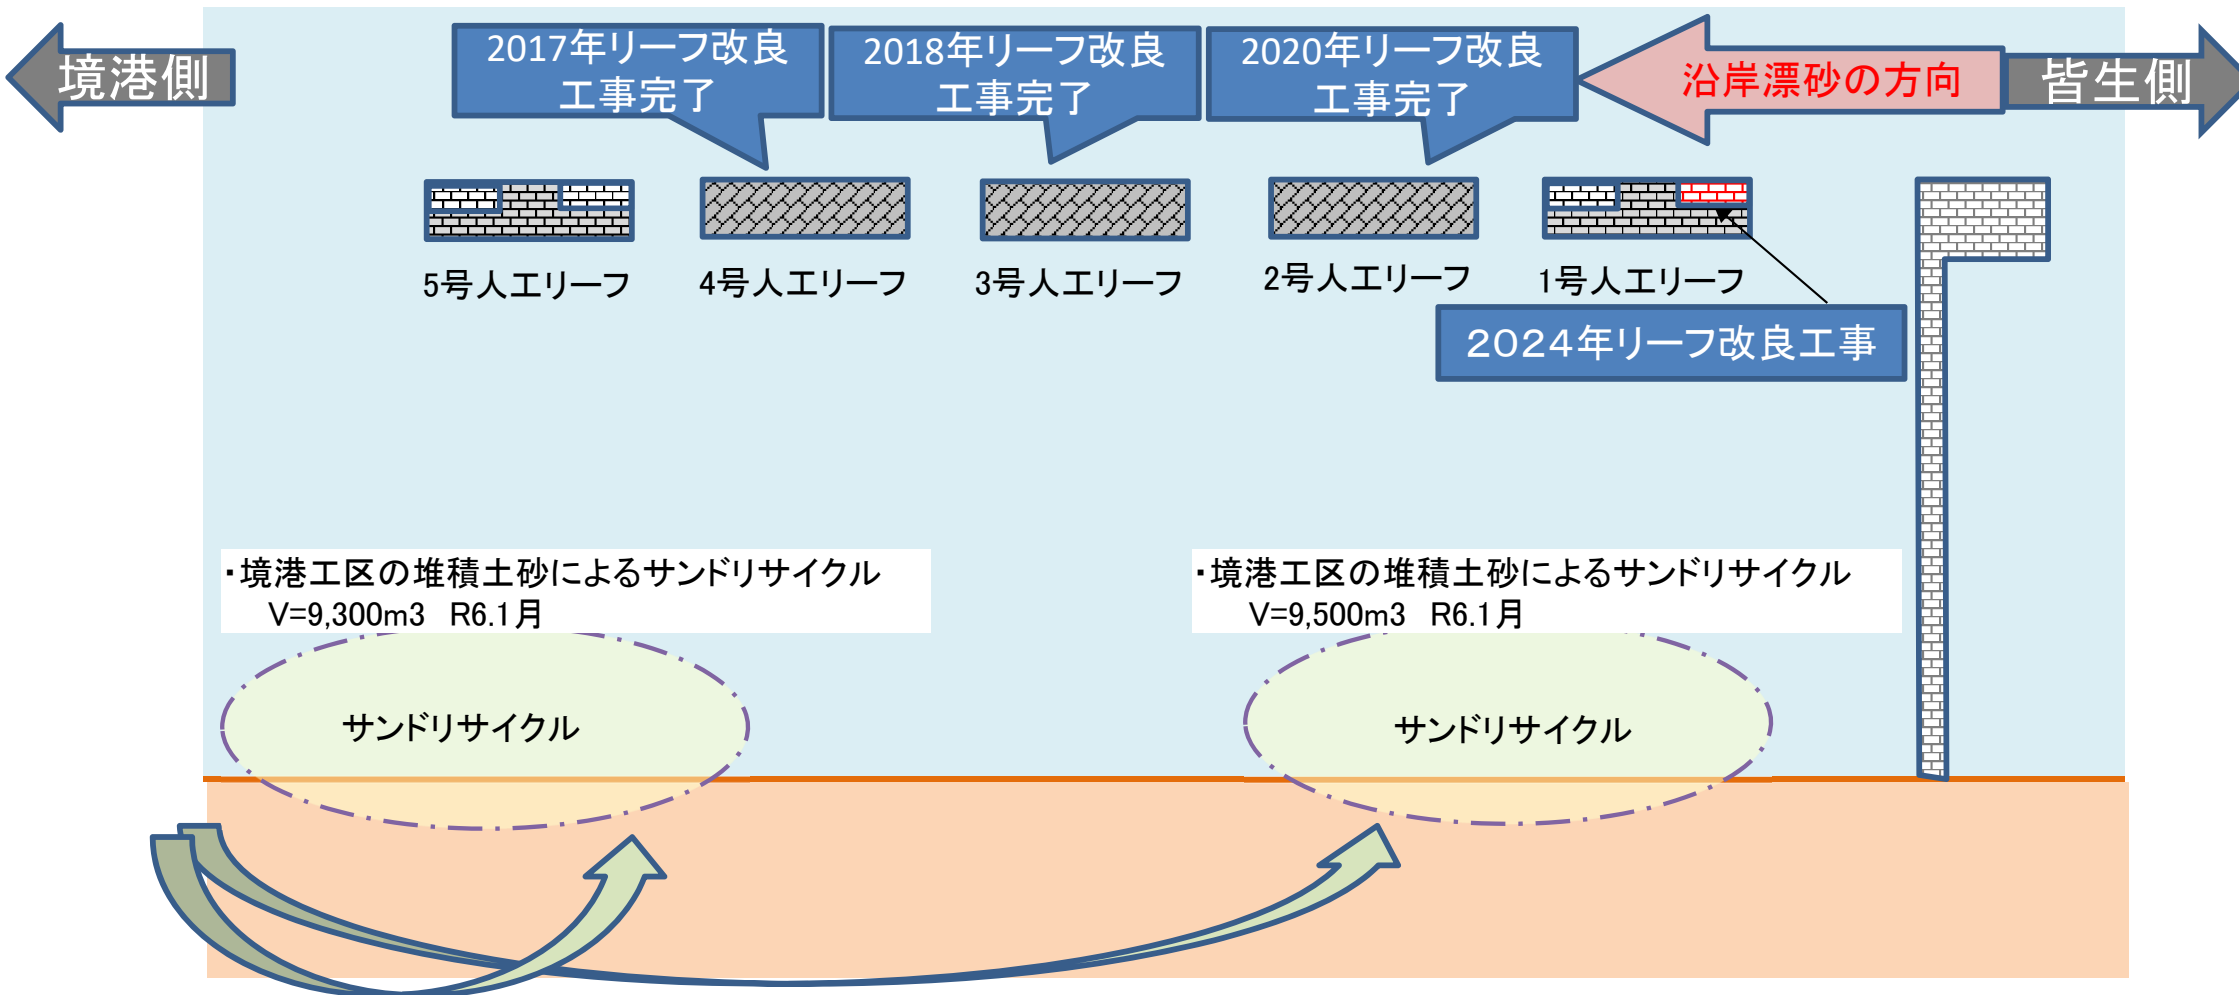 境港側
2017年リーフ改良
工事完了
2018年リーフ改良
工事完了
2020年リーフ改良
工事完了
沿岸漂砂の方向
皆生側
5号人工リーフ
4号人工リーフ
3号人工リーフ
2号人工リーフ
1号人工リーフ
２０２４年リーフ改良工事
・境港工区の堆積土砂によるサンドリサイクル
V=9,300m3　R6.1月
・境港工区の堆積土砂によるサンドリサイクル
V=9,500m3　R6.1月
サンドリサイクル
サンドリサイクル